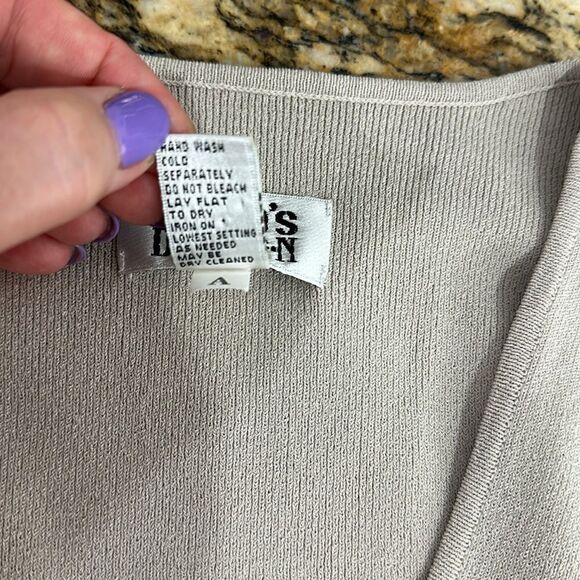 HAND WASH
COLD
SEPARATELY
DO NOT BLEACH
LAY FLAT
TO DRY
IRON ON
LOWEST SETTING
AS NEEDED
MAY BE
DRY CLEANED
A